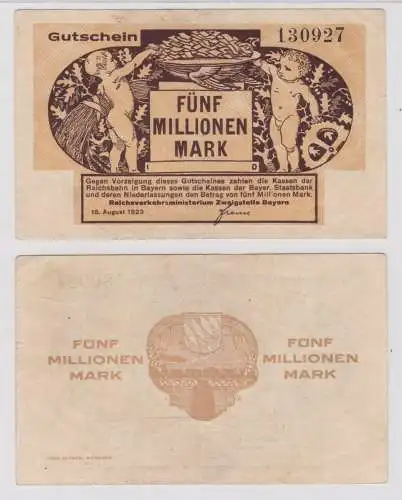 Gutschein 130927
FÜNF
MILLIONEN
MARK
Gegen Vorzeigung dieses Gutscheines zahlen die Kassen der
Reichsbahn in Bayern sowie die Kassen der Bayer. Staatsbank
und deren Niederlassungen den Betrag von fünf Millionen Mark.
Reichsverkehrsministerium Zweigstelle Bayern
18. August 1923
FÜNF
MILLIONEN
MARK
FÜNF
MILLIONEN
MARK